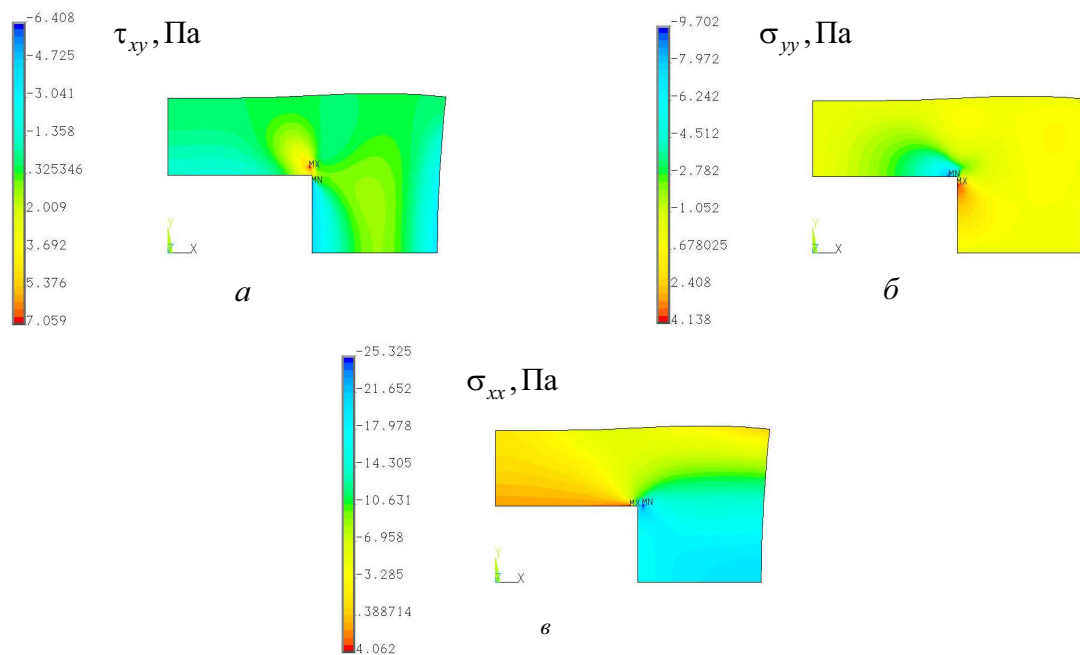 -6.408
τxy, Па
-4.725
-3.041
-1.358
.325346
2.009
3.692
5.376
7.059
MX
MN
Y
Z X
а
-9.702
σyy, Па
-7.972
-6.242
-4.512
-2.782
-1.052
.678025
2.408
4.138
MN
MX
Y
Z X
б
-25.325
σxx, Па
-21.652
-17.978
-14.305
-10.631
-6.958
-3.285
.388714
4.062
MX MN
Y
Z X
в